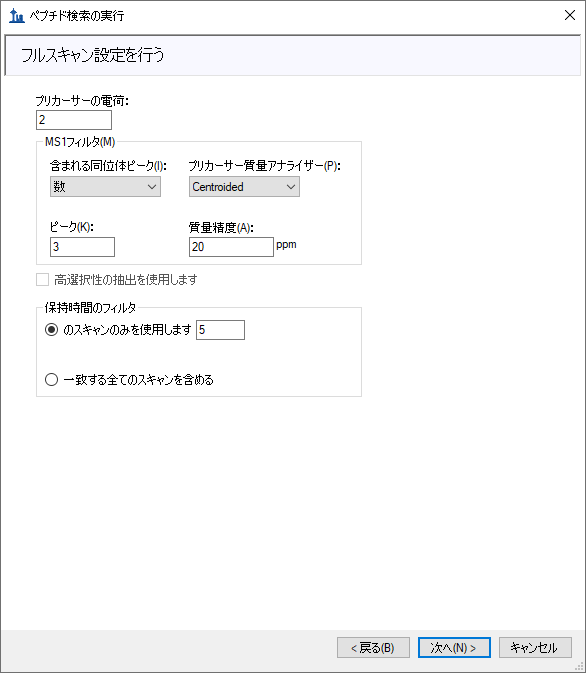 ペプチド検索の実行
フルスキャン設定を行う
プリカーサーの電荷:
2
MS1フィルタ(M)
含まれる同位体ピーク(I): プリカーサー質量アナライザー(P):
数 Centroided
ピーク(K): 質量精度(A):
3 20 ppm
高選択性の抽出を使用します
保持時間のフィルタ
のスキャンのみを使用します 5
一致する全てのスキャンを含める
< 戻る(B) 次へ(N) > キャンセル